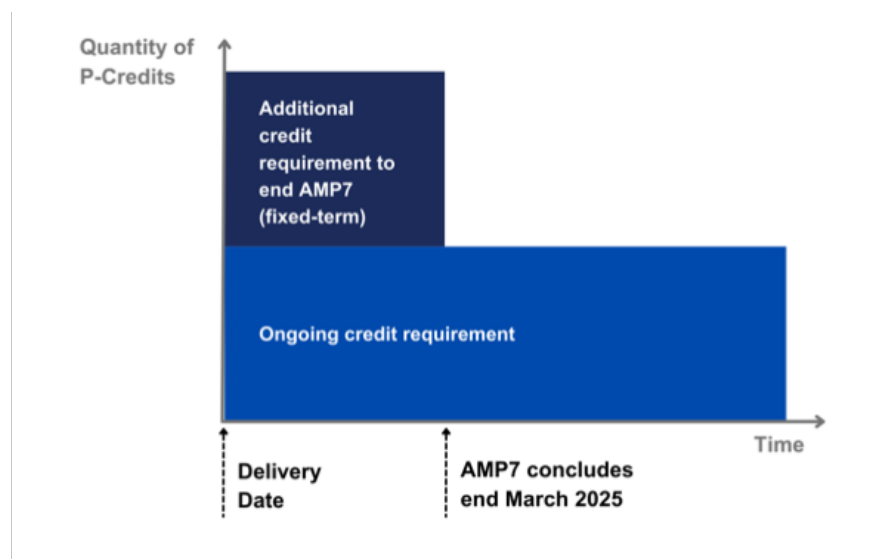 Quantity of
P-Credits
Additional
credit
requirement to
end AMP7
(fixed-term)
Ongoing credit requirement
Time
Delivery
Date
AMP7 concludes
end March 2025